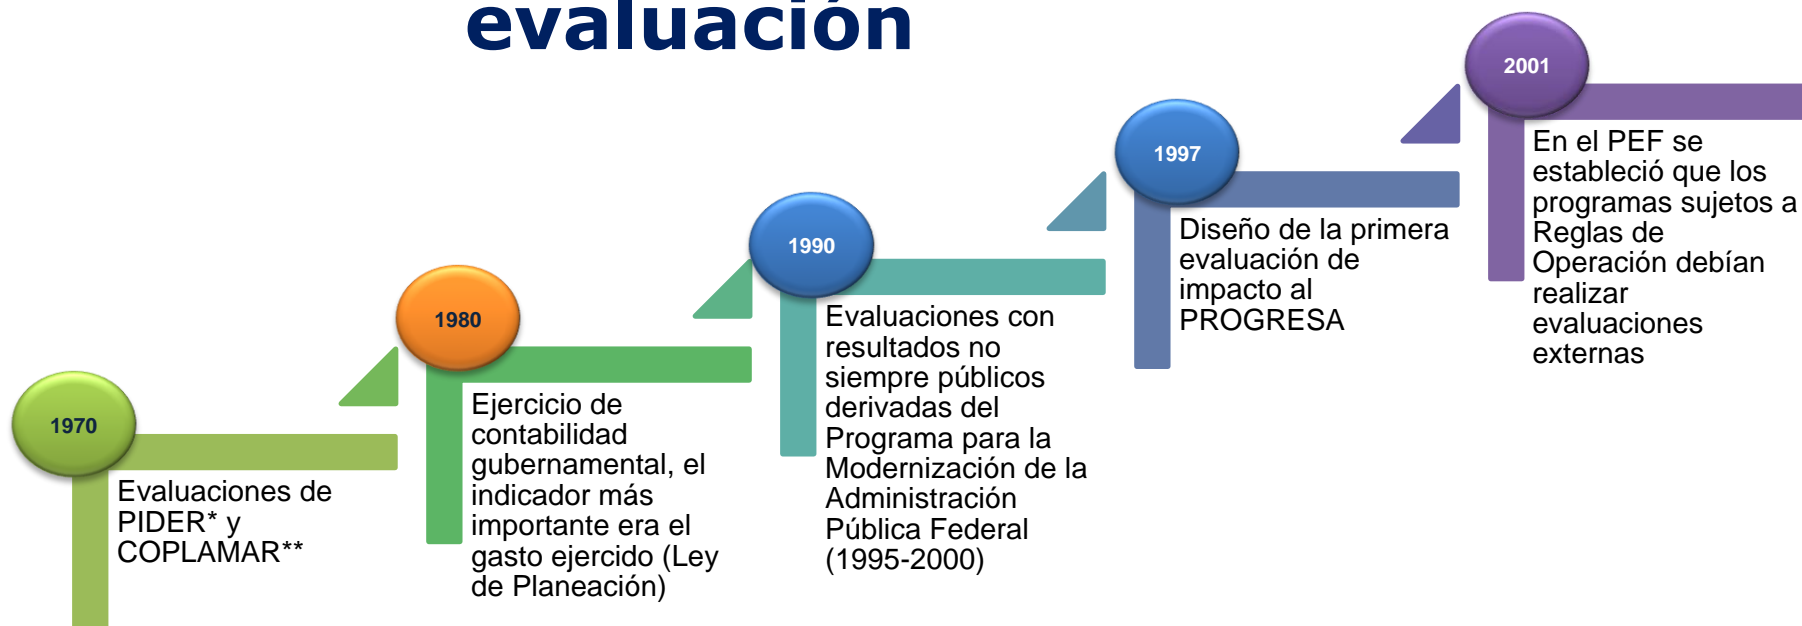 evaluación
1970
Evaluaciones de
PIDER* y
COPLAMAR**
1980
Ejercicio de
contabilidad
gubernamental, el
indicador más
importante era el
gasto ejercido (Ley
de Planeación)
1990
Evaluaciones con
resultados no
siempre públicos
derivadas del
Programa para la
Modernización de la
Administración
Pública Federal
(1995-2000)
1997
Diseño de la primera
evaluación de
impacto al
PROGRESA
2001
En el PEF se
estableció que los
programas sujetos a
Reglas de
Operación debían
realizar
evaluaciones
externas